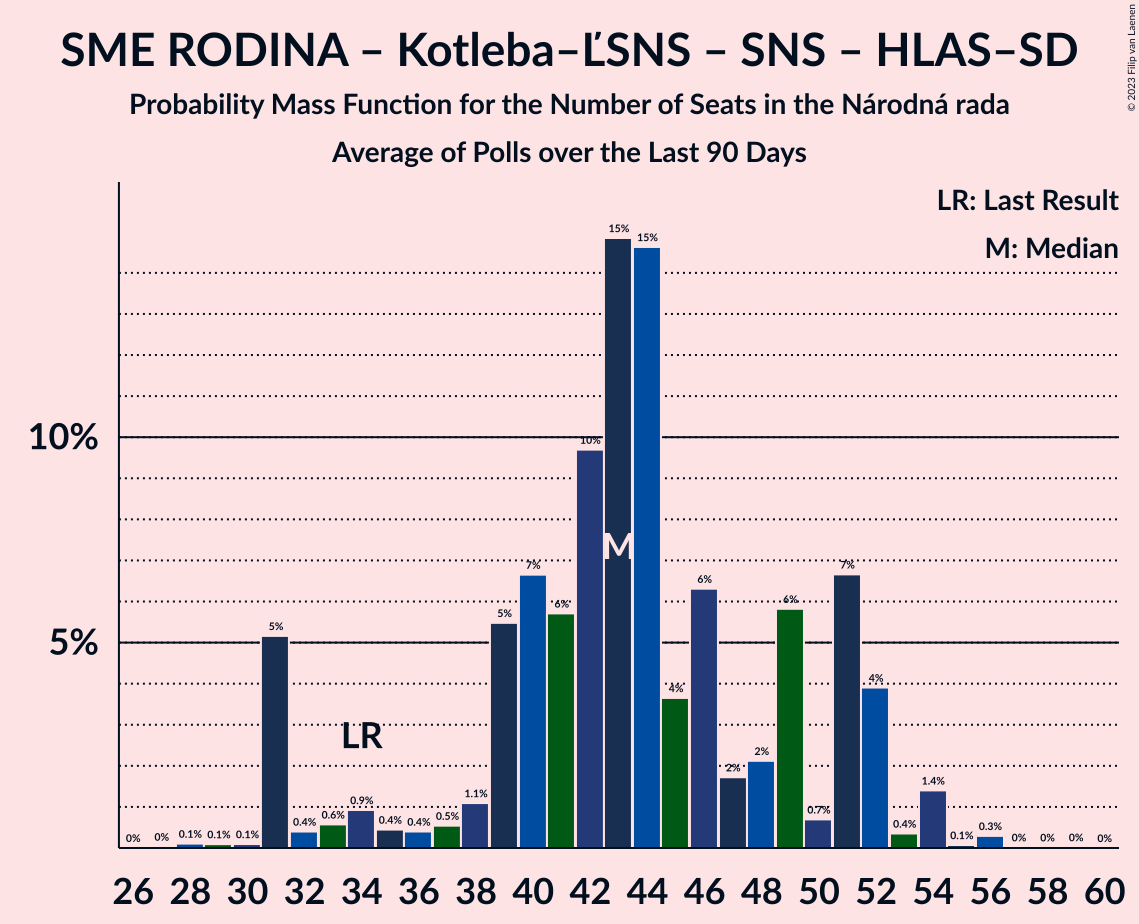 SME RODINA – Kotleba–ĽSNS – SNS – HLAS–SD
Probability Mass Function for the Number of Seats in the Národná rada
Average of Polls over the Last 90 Days
© 2023 Filip van Laenen
LR: Last Result
M: Median
10%
5%
0% 0% 0.1% 0.1% 0.1% 5% 0.4% 0.6% 0.9% 0.4% 0.4% 0.5% 1.1% 5% 7% 6% 10% 15% 15% 4% 6% 2% 2% 6% 0.7% 7% 4% 0.4% 1.4% 0.1% 0.3% 0% 0% 0% 0%
LR
M
26 28 30 32 34 36 38 40 42 44 46 48 50 52 54 56 58 60